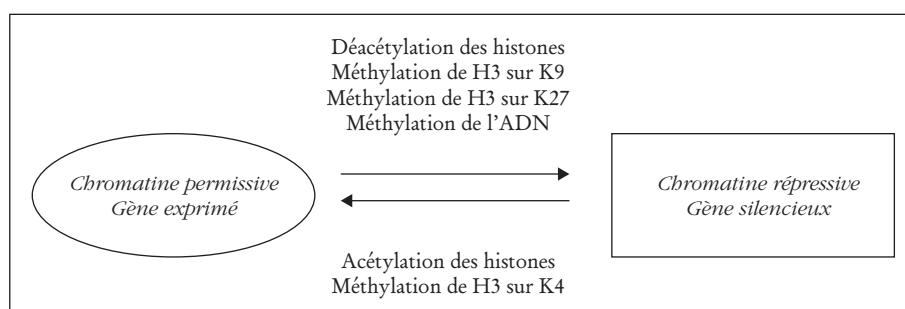 Déacétylation des histones
Méthylation de H3 sur K9
Méthylation de H3 sur K27
Méthylation de l’ADN
Chromatine permissive
Gène exprimé
Chromatine répressive
Gène silencieux
Acétylation des histones
Méthylation de H3 sur K4